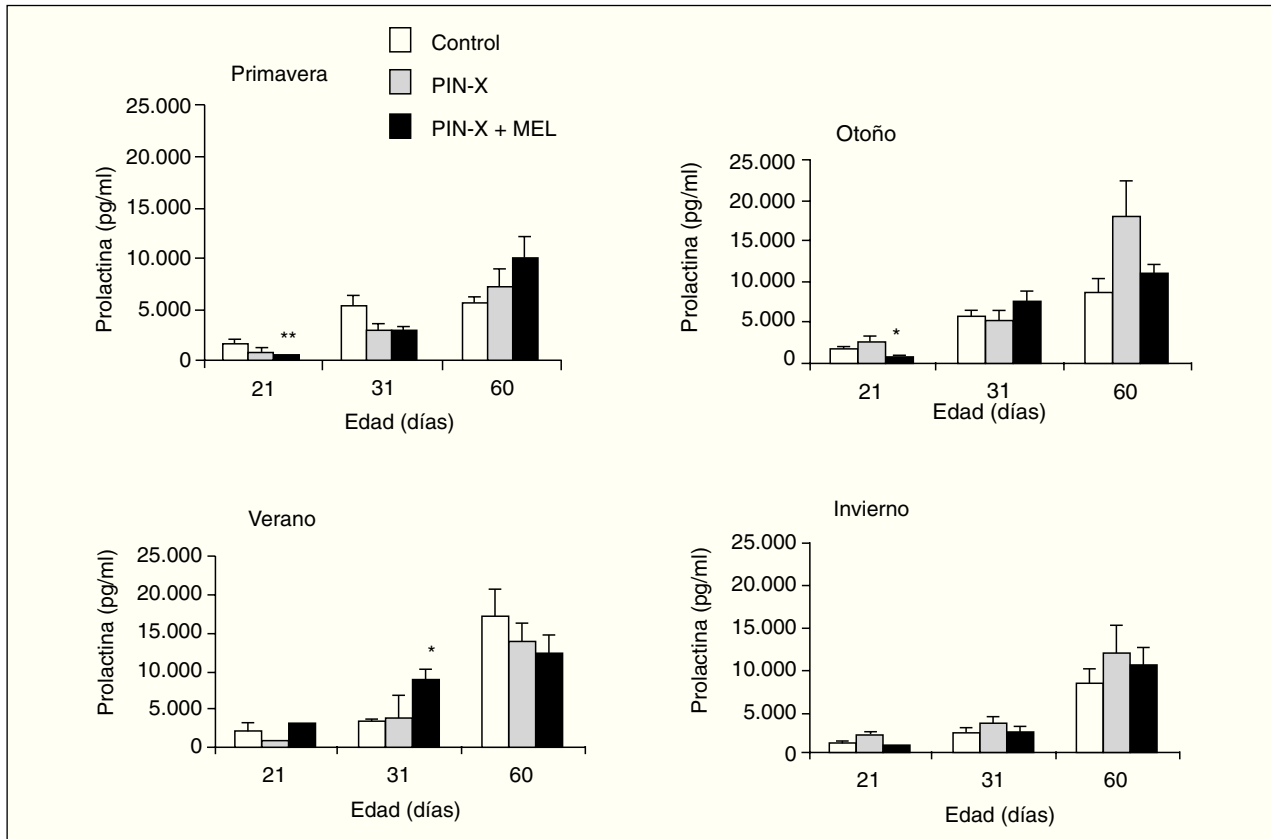 Control
PIN-X
PIN-X + MEL
Primavera
Prolactina (pg/ml)
25.000
20.000
15.000
10.000
5.000
0
**
21 31 60
Edad (días)
Otoño
Prolactina (pg/ml)
25.000
20.000
15.000
10.000
5.000
0
*
21 31 60
Edad (días)
Verano
Prolactina (pg/ml)
25.000
20.000
15.000
10.000
5.000
0
*
21 31 60
Edad (días)
Invierno
Prolactina (pg/ml)
25.000
20.000
15.000
10.000
5.000
0
21 31 60
Edad (días)